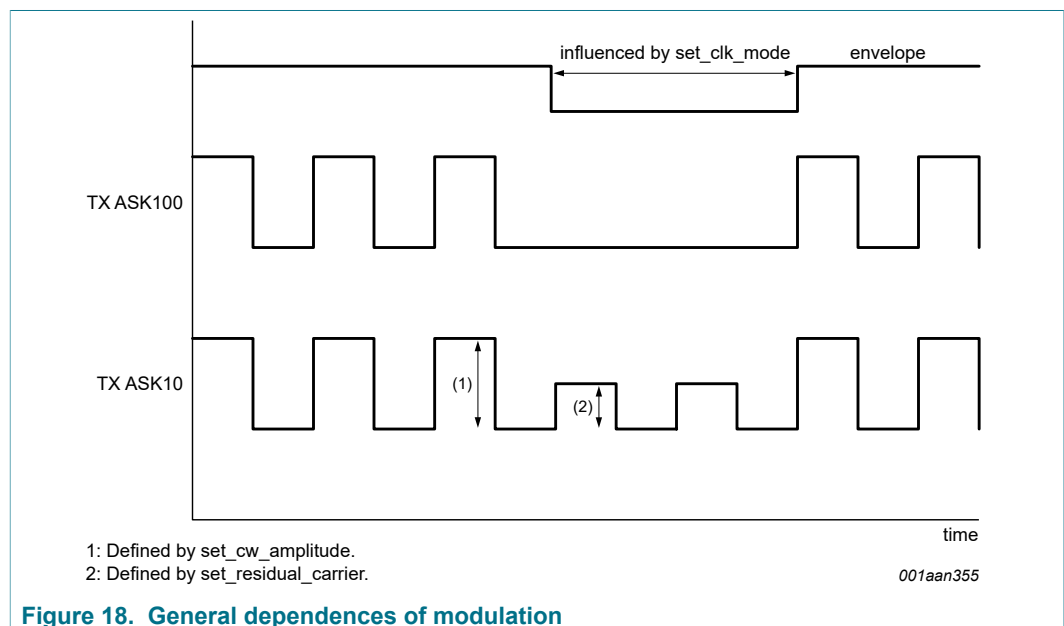 influenced by set_clk_mode
envelope
TX ASK100
TX ASK10
(1)
(2)
time
1: Defined by set_cw_amplitude.
2: Defined by set_residual_carrier.
001aan355
Figure 18. General dependences of modulation